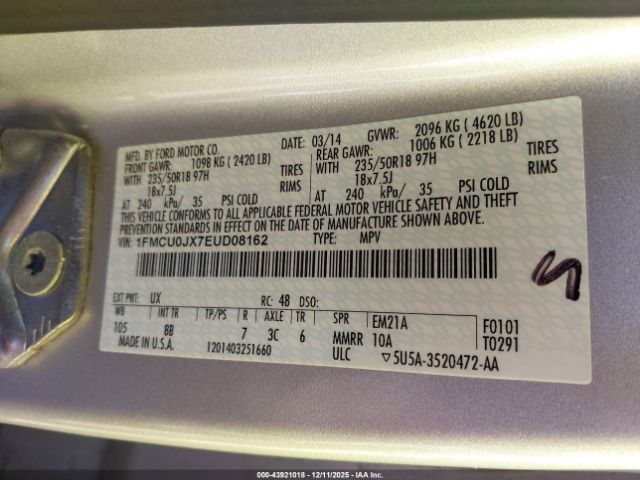 MFD. BY FORD MOTOR CO.
DATE: 03/14 GVWR: 2096 KG ( 4620 LB)
FRONT GAWR: 1098 KG ( 2420 LB) REAR GAWR: 1006 KG ( 2218 LB)
WITH 235/50R18 97H TIRES WITH 235/50R18 97H TIRES
18x7.5J RIMS 18x7.5J RIMS
AT 240 kPa/ 35 PSI COLD AT 240 kPa/ 35 PSI COLD
THIS VEHICLE CONFORMS TO ALL APPLICABLE FEDERAL MOTOR VEHICLE SAFETY AND THEFT
PREVENTION STANDARDS IN EFFECT ON THE DATE OF MANUFACTURE SHOWN ABOVE.
VIN: 1FMCU0JX7EUD08162 TYPE: MPV
EXT PNT: UX RC: 48 DSO:
WB INT TR TP/PS R AXLE TR SPR EM21A F0101
105 8B 7 3C 6 MMRR 10A T0291
MADE IN U.S.A. 1201403251660 ULC ▽5U5A-3520472-AA
000-43921018 • 12/11/2025 • IAA Inc.